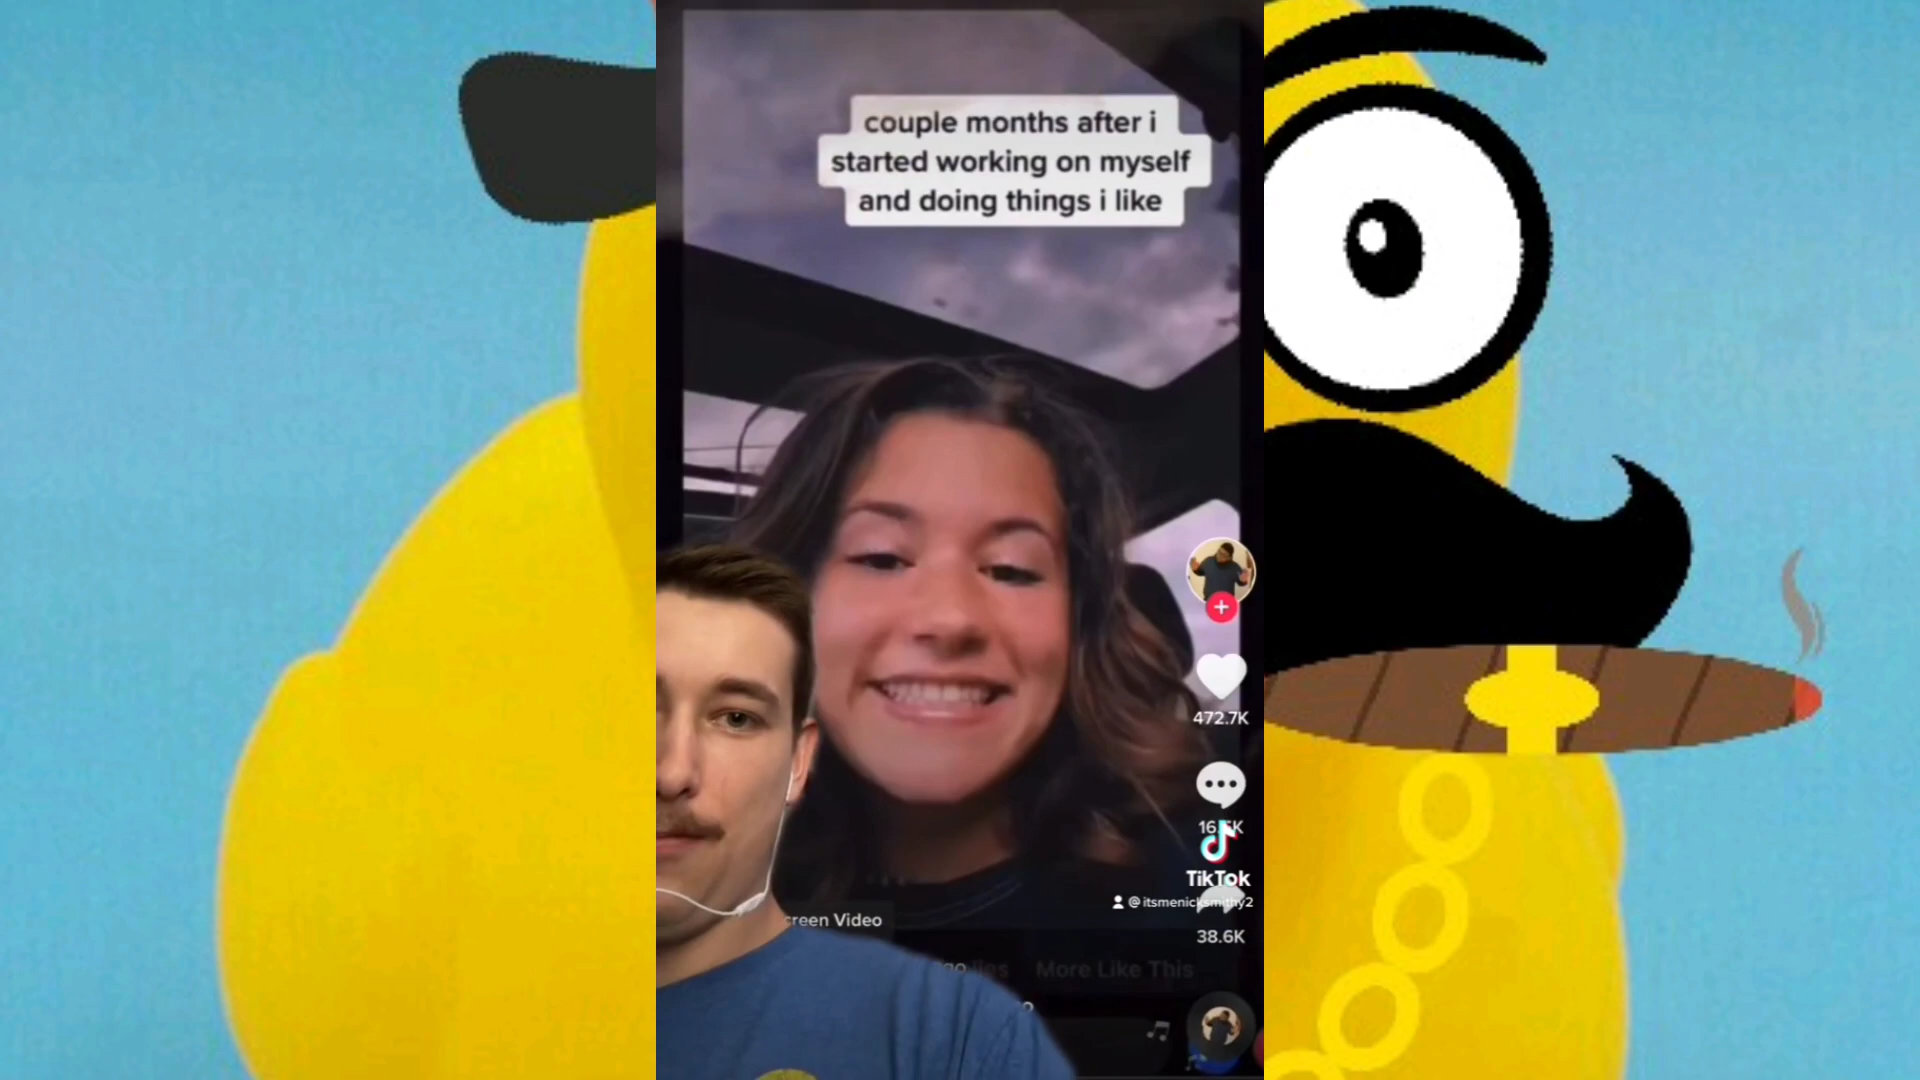 couple months after i
started working on myself
and doing things i like
472.7K
TikTok
@itsmenicksmithy2
creen Video
38.6K
More Like This